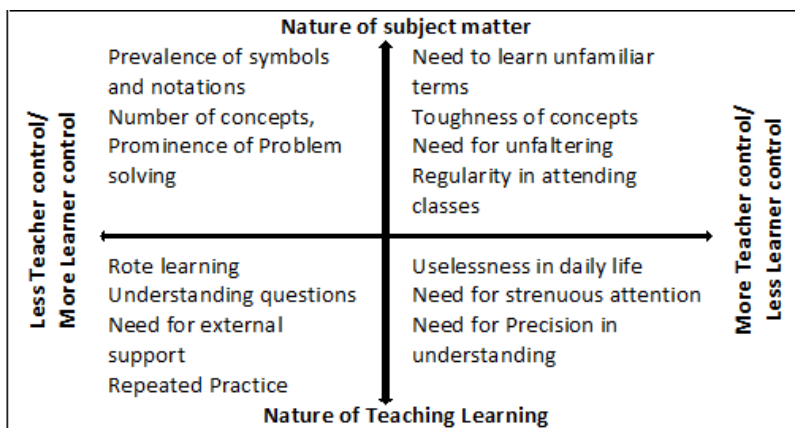 Nature of subject matter
Less Teacher control/
More Learner control
Prevalence of symbols
and notations
Number of concepts,
Prominence of Problem
solving
Need to learn unfamiliar
terms
Toughness of concepts
Need for unfaltering
Regularity in attending
classes
More Teacher control/
Less Learner control
Rote learning
Understanding questions
Need for external
support
Repeated Practice
Uselessness in daily life
Need for strenuous attention
Need for Precision in
understanding
Nature of Teaching Learning